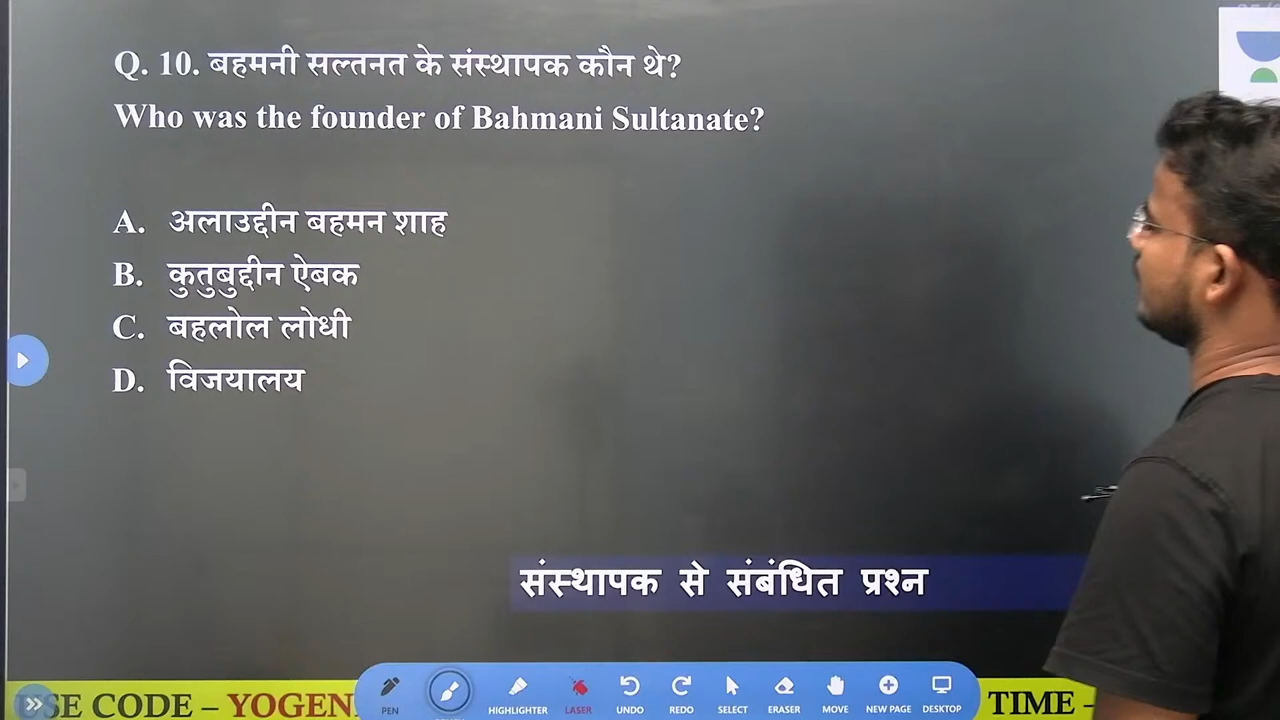 Q. 10. बहमनी सल्तनत के संस्थापक कौन थे?
Who was the founder of Bahmani Sultanate?
A. अलाउद्दीन बहमन शाह
B. कुतुबुद्दीन ऐबक
C. बहलोल लोधी
D. विजयालय
संस्थापक से संबंधित प्रश्न
USE CODE – YOGEN
TIME –
PEN
HIGHLIGHTER
LASER
UNDO
REDO
SELECT
ERASER
MOVE
NEW PAGE
DESKTOP